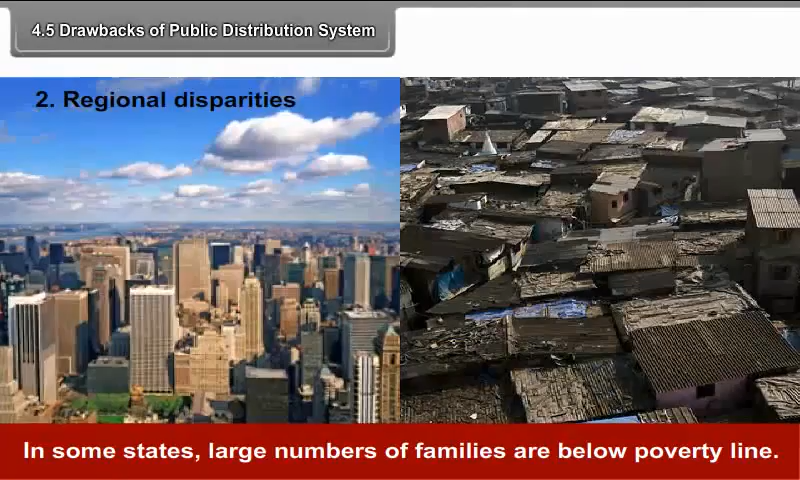 4.5 Drawbacks of Public Distribution System
2. Regional disparities
In some states, large numbers of families are below poverty line.